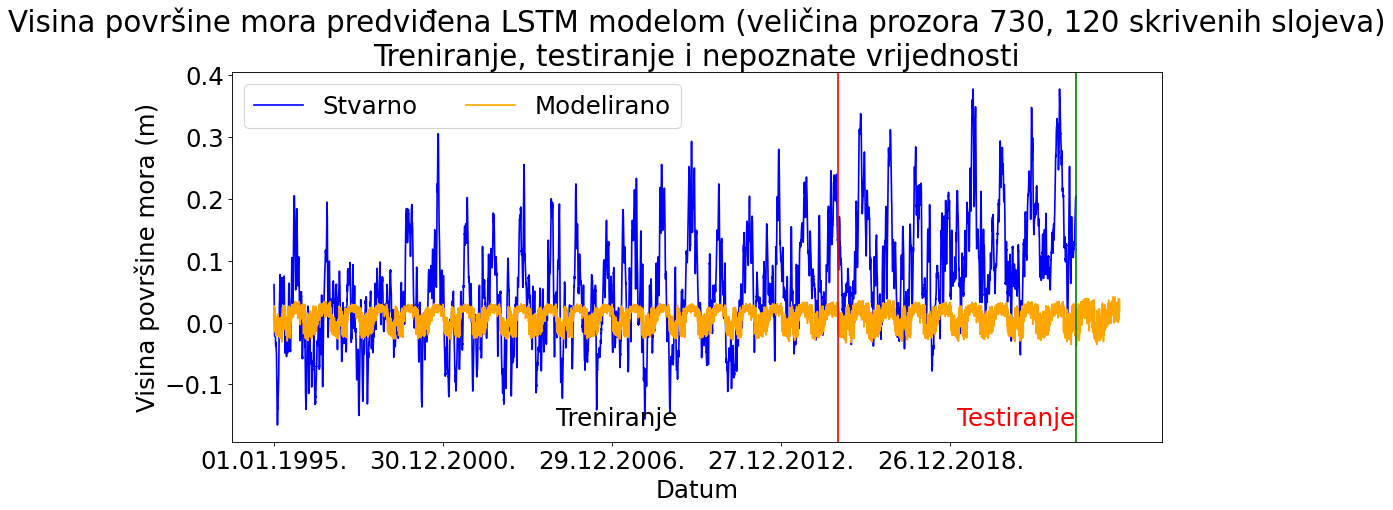 Visina površine mora predviđena LSTM modelom (veličina prozora 730, 120 skrivenih slojeva)
Treniranje, testiranje i nepoznate vrijednosti
Stvarno
Modelirano
Visina površine mora (m)
0.4
0.3
0.2
0.1
0.0
−0.1
Treniranje
Testiranje
01.01.1995.
30.12.2000.
29.12.2006.
27.12.2012.
26.12.2018.
Datum